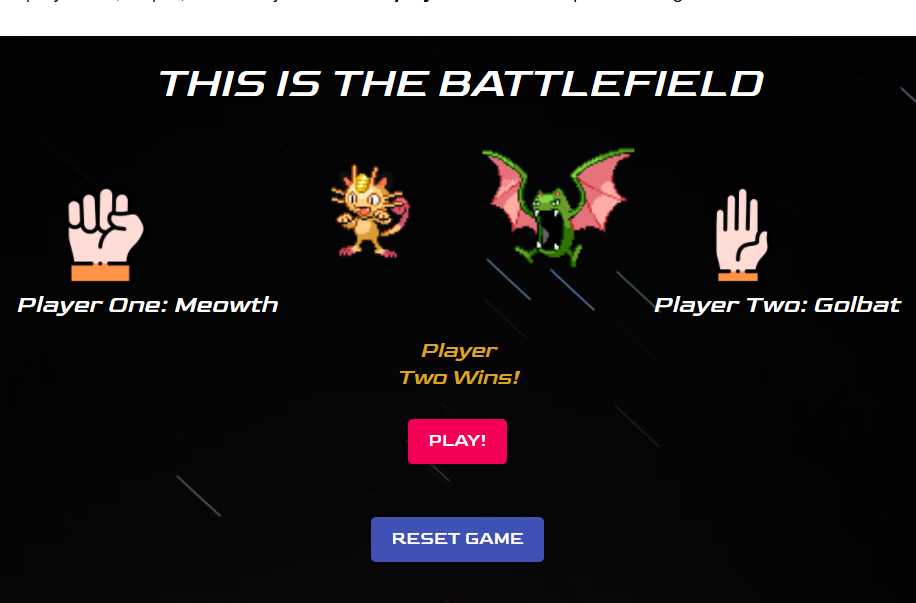 THIS IS THE BATTLEFIELD
Player One: Meowth
Player Two: Golbat
Player
Two Wins!
PLAY!
RESET GAME